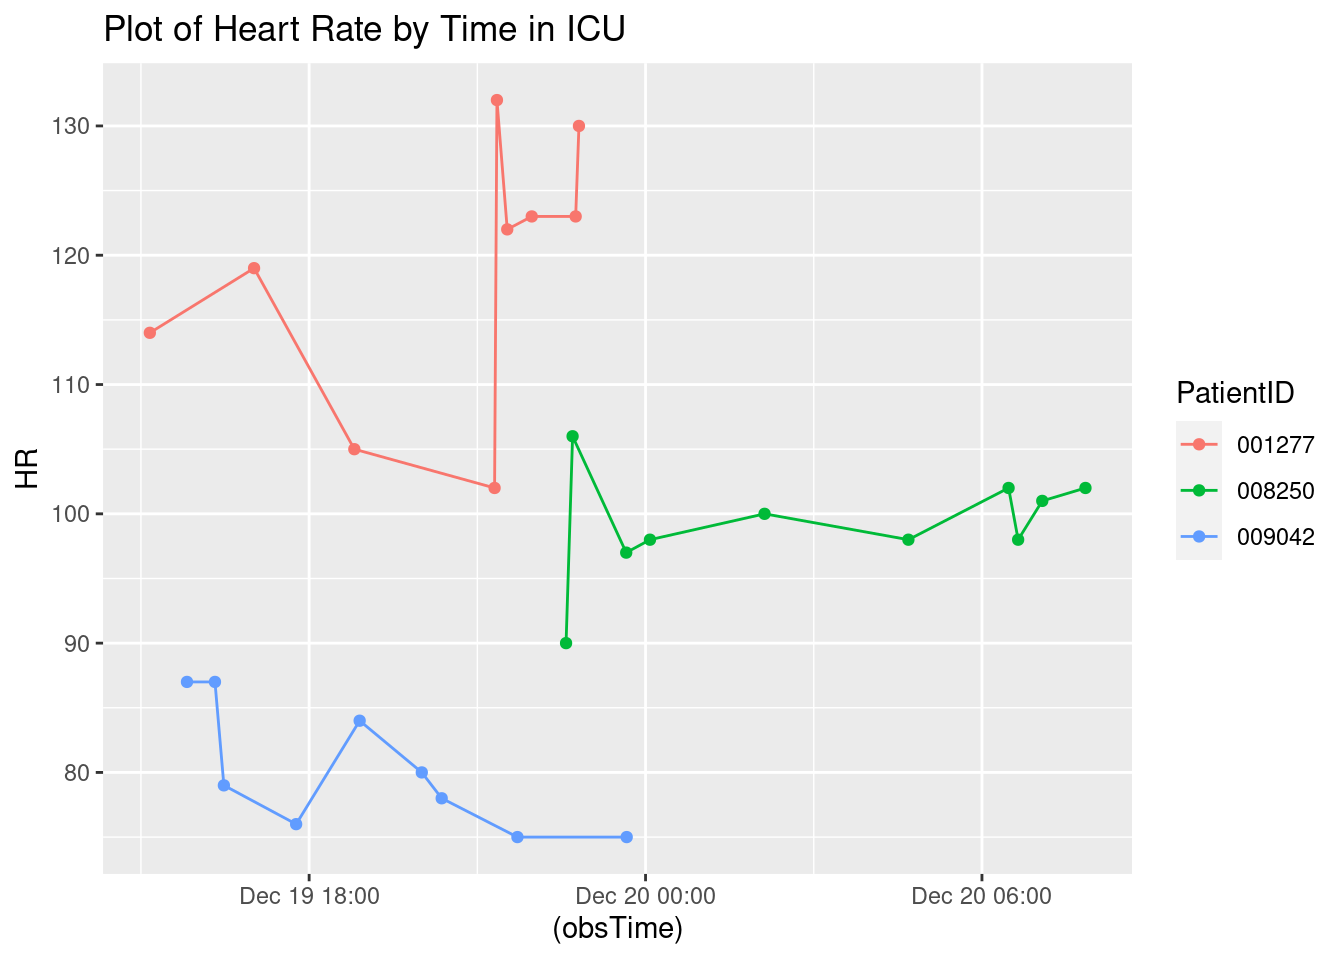 Plot of Heart Rate by Time in ICU
130
120
110
100
90
80
HR
Dec 19 18:00
Dec 20 00:00
Dec 20 06:00
(obsTime)
PatientID
001277
008250
009042